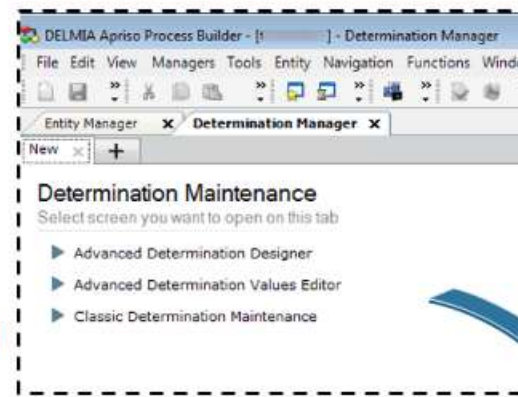 DELMIA Apriso Process Builder - [ ] - Determination Manager
File Edit View Managers Tools Entity Navigation Functions
Entity Manager x Determination Manager x
New x +
Determination Maintenance
Select screen you want to open on this tab
Advanced Determination Designer
Advanced Determination Values Editor
Classic Determination Maintenance